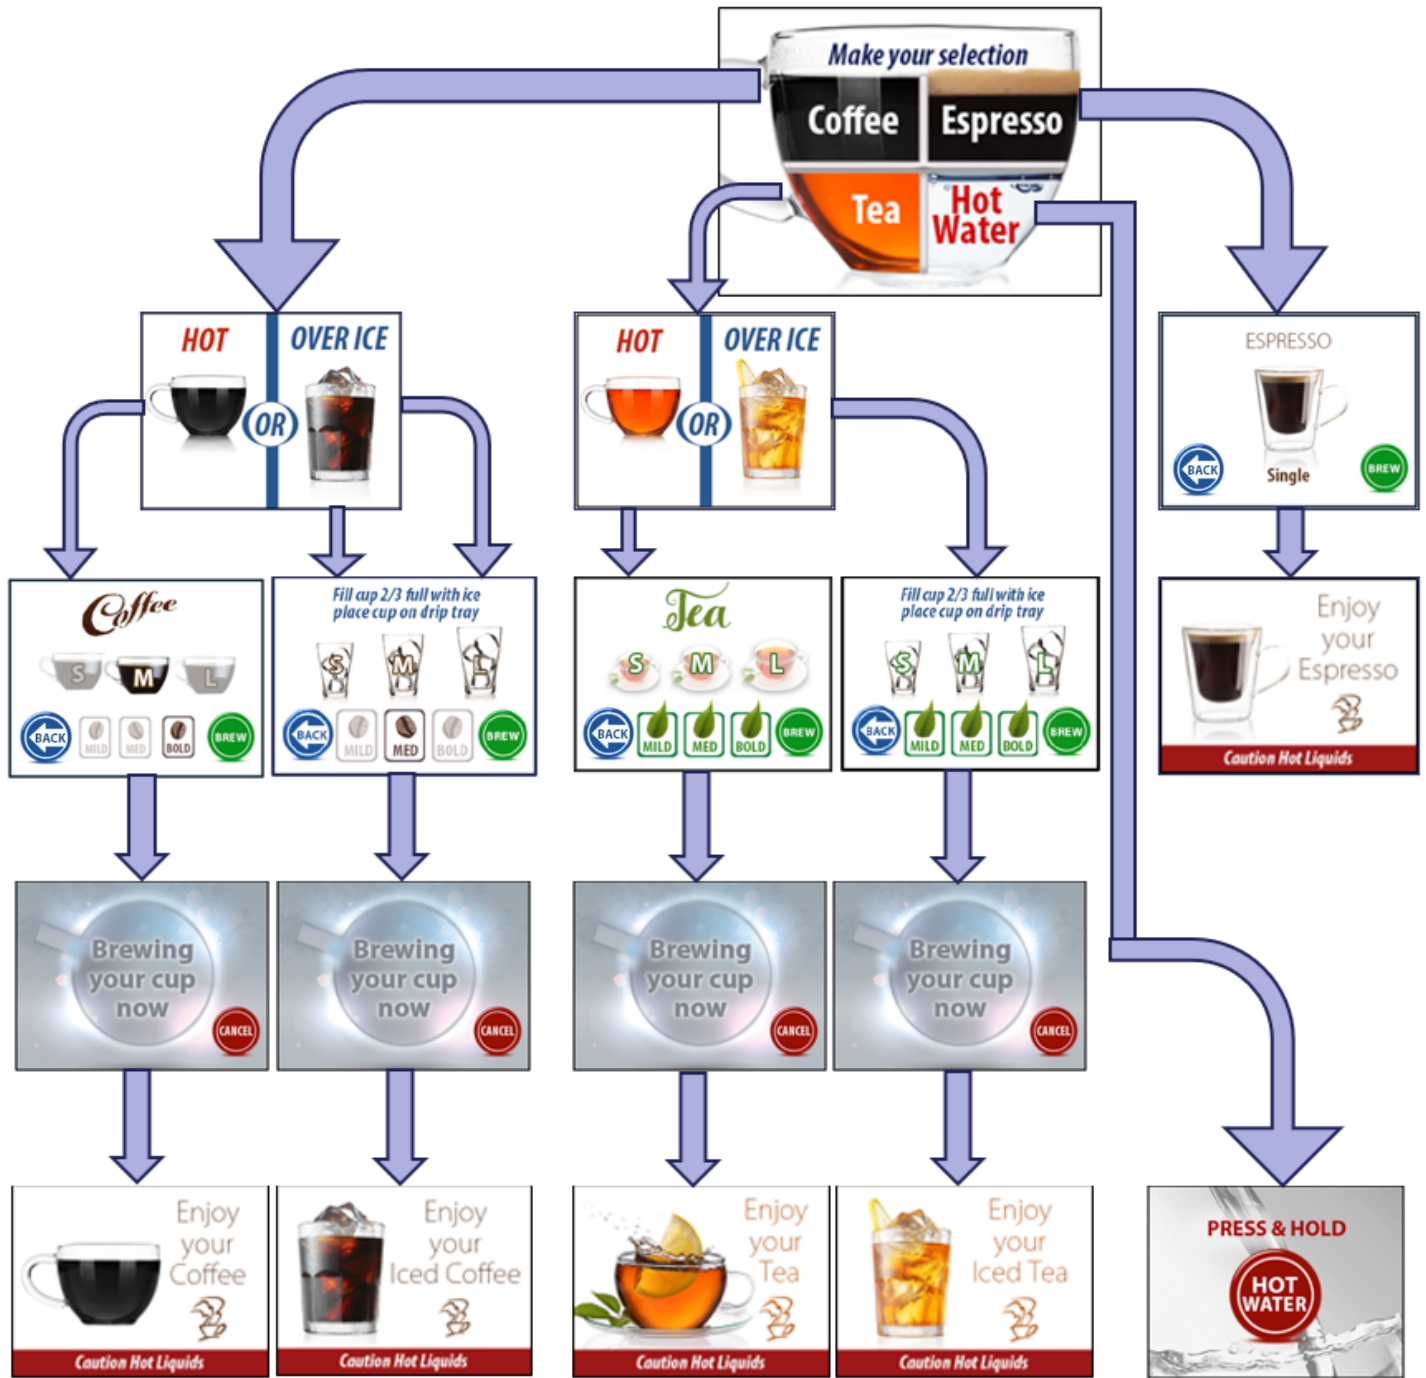 Make your selection
Coffee
Espresso
Tea
Hot
Water
HOT
OVER ICE
OR
HOT
OVER ICE
OR
ESPRESSO
BACK
Single
BREW
Coffee
S
M
L
BACK
MILD
MED
BOLD
BREW
Fill cup 2/3 full with ice
place cup on drip tray
S
M
L
BACK
MILD
MED
BOLD
BREW
Tea
S
M
L
BACK
MILD
MED
BOLD
BREW
Fill cup 2/3 full with ice
place cup on drip tray
S
M
L
BACK
MILD
MED
BOLD
BREW
Enjoy
your
Espresso
Caution Hot Liquids
Brewing
your cup
now
CANCEL
Brewing
your cup
now
CANCEL
Brewing
your cup
now
CANCEL
Brewing
your cup
now
CANCEL
Enjoy
your
Coffee
Caution Hot Liquids
Enjoy
your
Iced Coffee
Caution Hot Liquids
Enjoy
your
Tea
Caution Hot Liquids
Enjoy
your
Iced Tea
Caution Hot Liquids
PRESS & HOLD
HOT
WATER